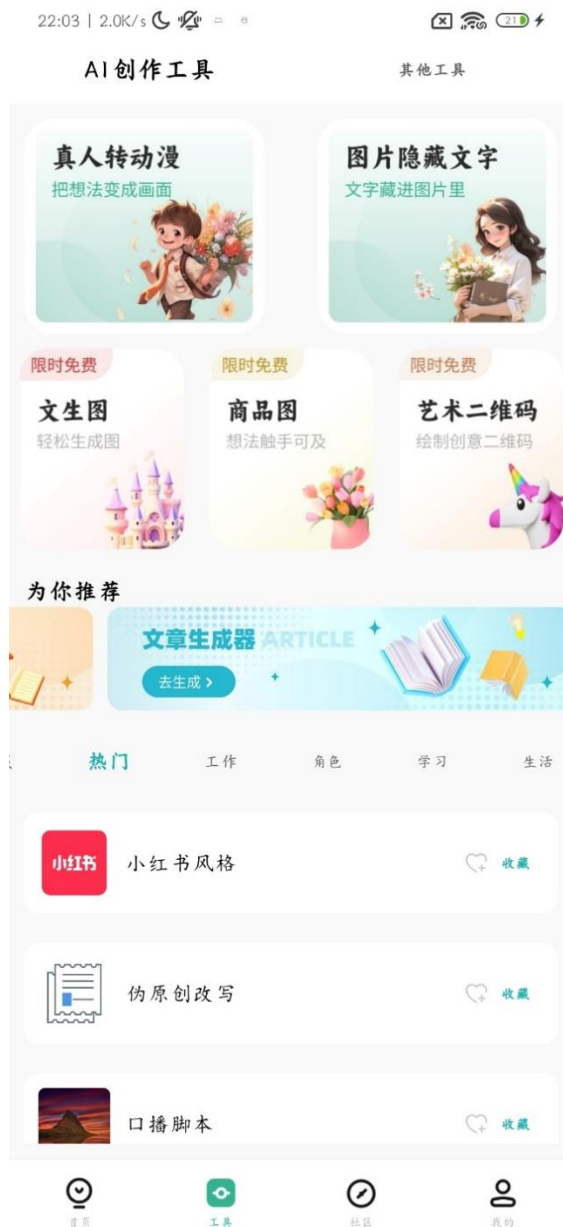 22:03 | 2.0K/s
21
AI创作工具
其他工具
真人转动漫
把想法变成画面
图片隐藏文字
文字藏进图片里
限时免费
文生图
轻松生成图
限时免费
商品图
想法触手可及
限时免费
艺术二维码
绘制创意二维码
为你推荐
文章生成器 ARTICLE
去生成 >
热门
工作
角色
学习
生活
小红书
小红书风格
收藏
伪原创改写
收藏
口播脚本
收藏
首页
工具
社区
我的